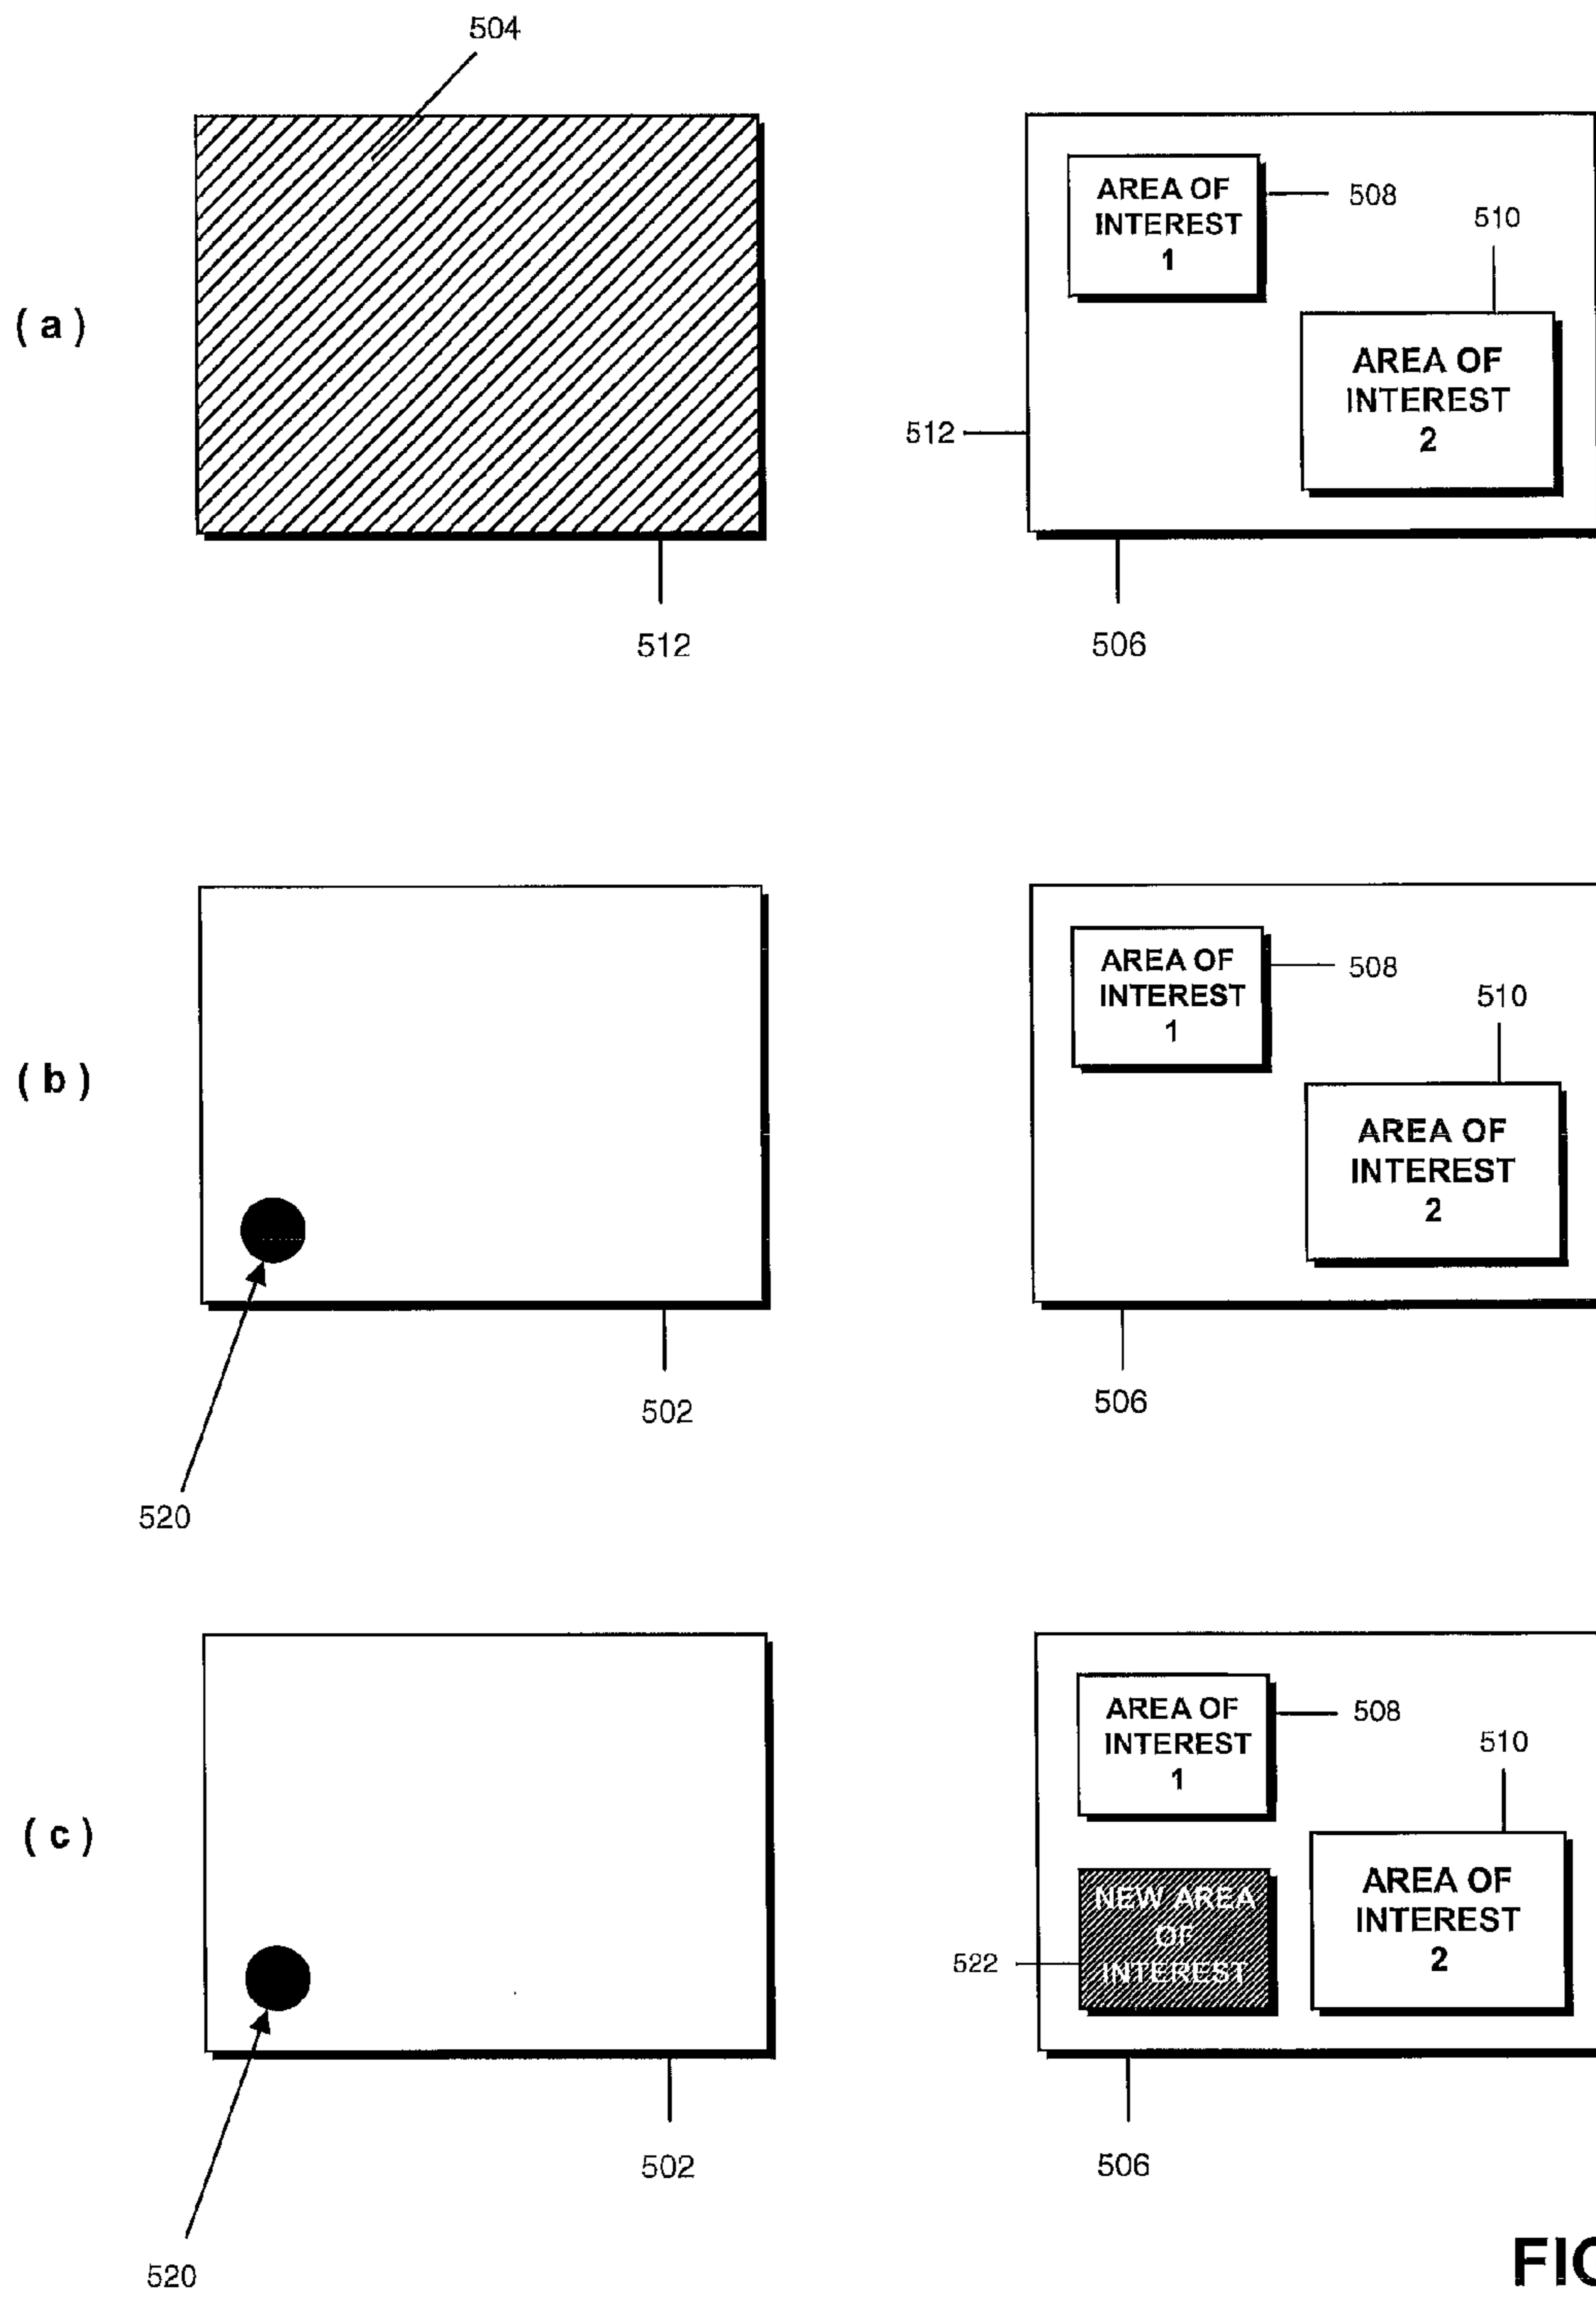 504
AREA OF
INTEREST
1
508
510
( a )
AREA OF
INTEREST
2
512
512
506
AREA OF
INTEREST
1
508
510
( b )
AREA OF
INTEREST
2
502
506
520
AREA OF
INTEREST
1
508
510
( c )
AREA OF
INTEREST
2
NEW AREA
OF
INTEREST
522
502
506
520